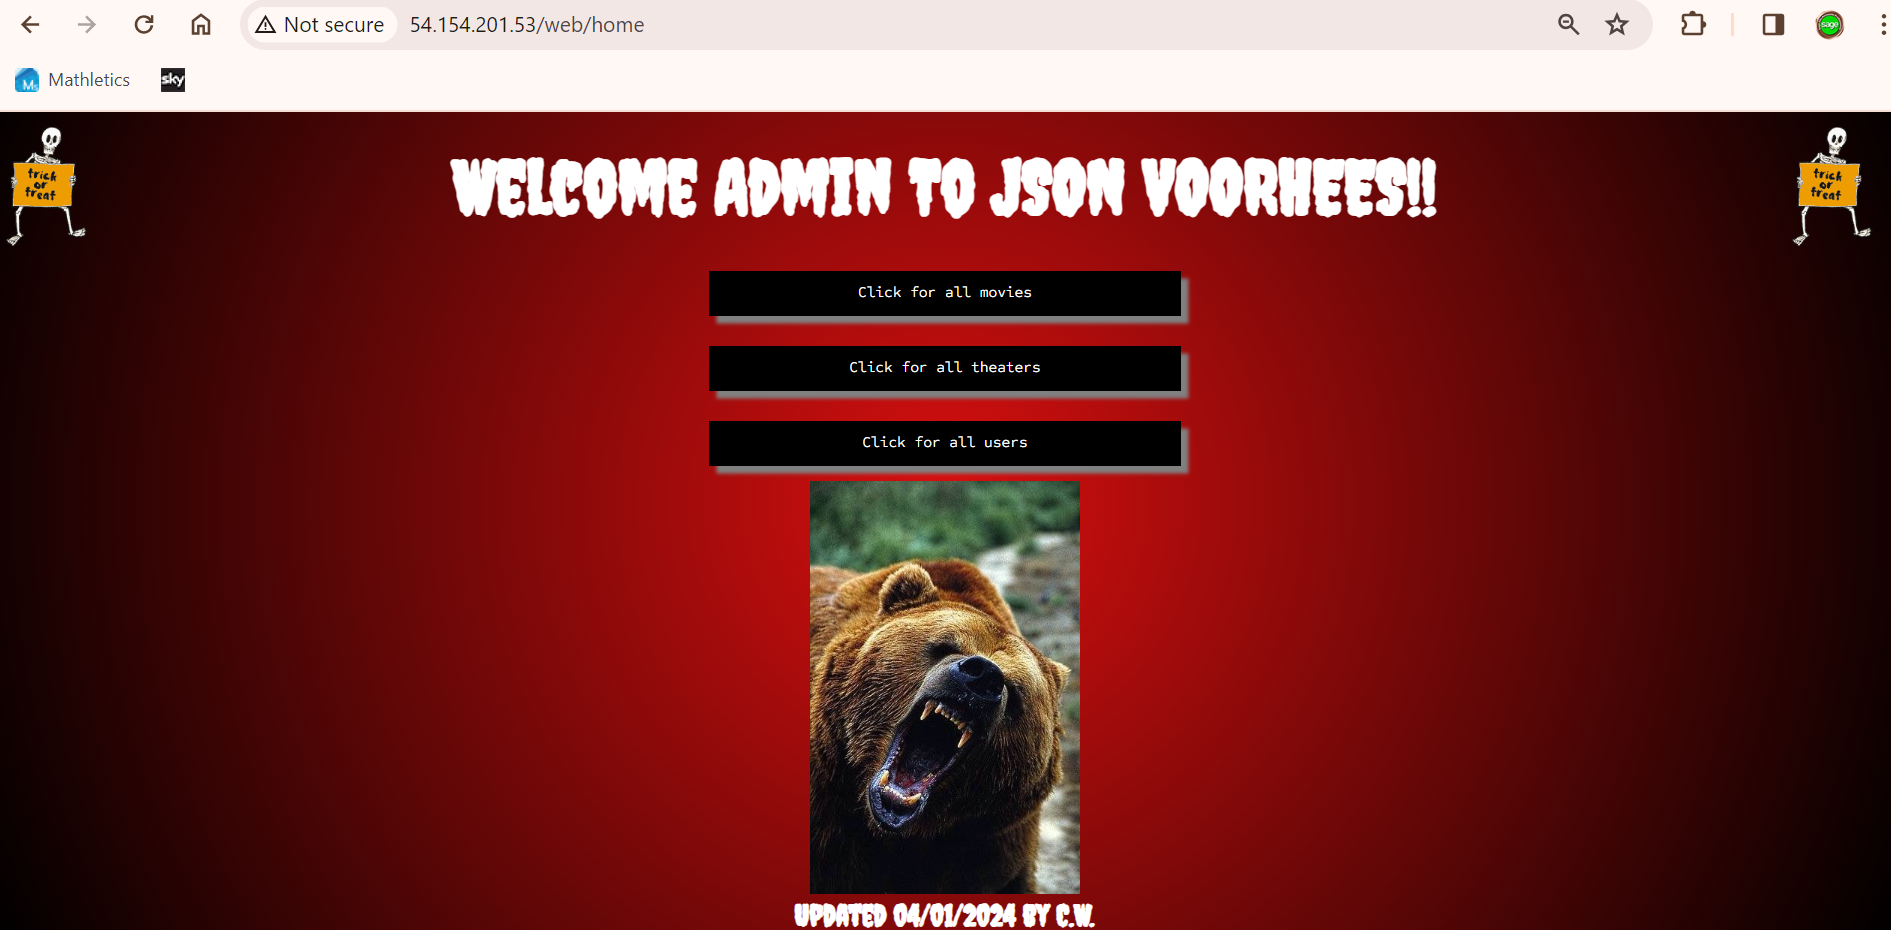 Not secure 54.154.201.53/web/home
sage
Mathletics sky
trick
or
treat
trick
or
treat
WELCOME ADMIN TO JSON VOORHEES!!
Click for all movies
Click for all theaters
Click for all users
UPDATED 04/01/2024 BY C.W.